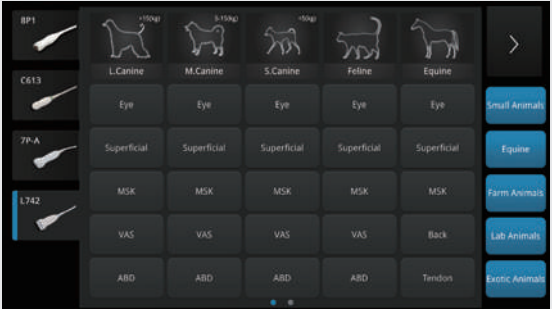 8P1
>15(kg)
5-15(kg)
<5(kg)
L.Canine M.Canine S.Canine Feline Equine
C613
Eye Eye Eye Eye Eye
Small Animals
7P-A
Superficial Superficial Superficial Superficial Superficial
Equine
L742
MSK MSK MSK MSK MSK
Farm Animals
VAS VAS VAS VAS Back
Lab Animals
ABD ABD ABD ABD Tendon
Exotic Animals